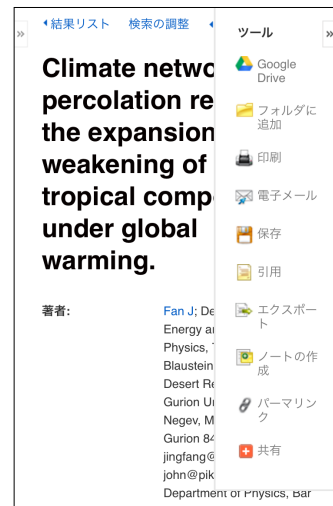 結果リスト 検索の調整
Climate netwo
percolation re
the expansion
weakening of
tropical comp
under global
warming.
著者:
Fan J; De
Energy a
Physics,
Blaustein
Desert Re
Gurion U
Negev, M
Gurion 84
jingfang@
john@pik
Department of Physics, Bar
ツール
Google
Drive
フォルダに
追加
印刷
電子メール
保存
引用
エクスポー
ト
ノートの作
成
パーマリン
ク
共有